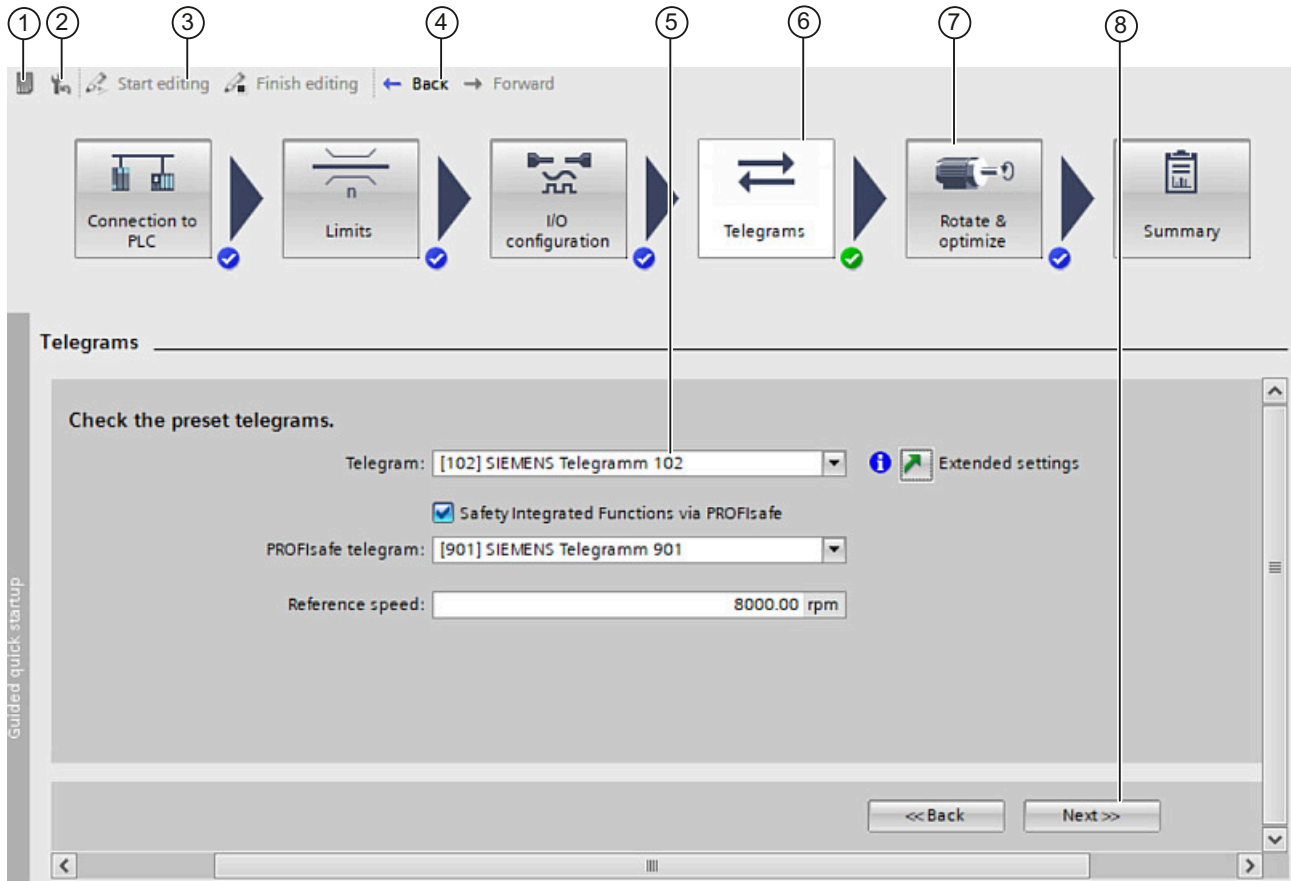 1 2 3 4 5 6 7 8
Start editing Finish editing Back Forward
Connection to
PLC
Limits
n
I/O
configuration
Telegrams
Rotate &
optimize
Summary
Telegrams
Check the preset telegrams.
Telegram: [102] SIEMENS Telegramm 102 Extended settings
Safety Integrated Functions via PROFIsafe
PROFIsafe telegram: [901] SIEMENS Telegramm 901
Reference speed: 8000.00 rpm
Guided quick startup
<< Back Next >>